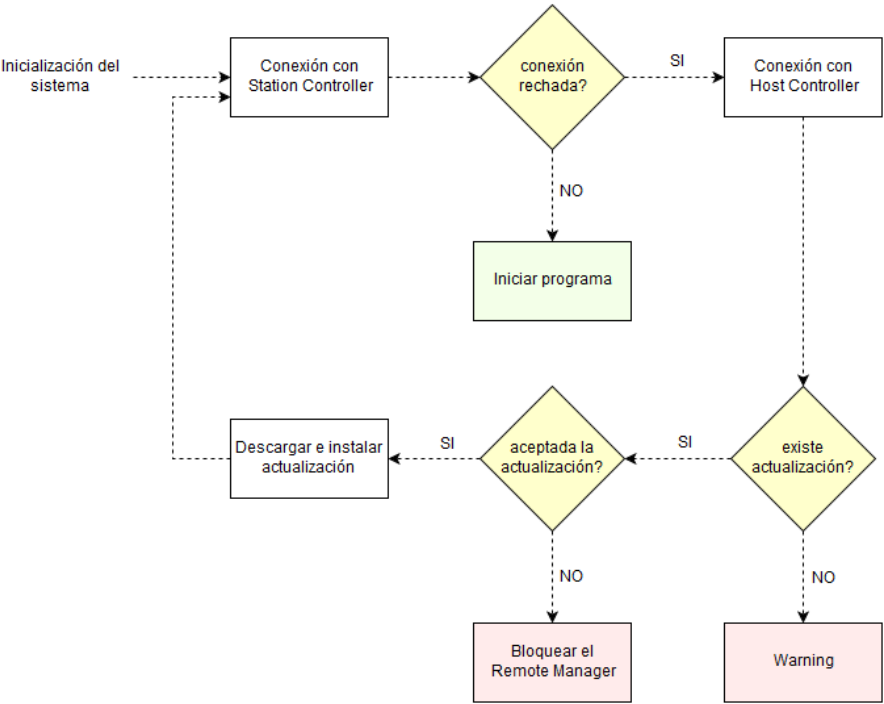 Inicialización del
sistema
Conexión con
Station Controller
conexión
rechada?
SI
Conexión con
Host Controller
NO
Iniciar programa
Descargar e instalar
actualización
SI
aceptada la
actualización?
SI
existe
actualización?
NO
NO
Bloquear el
Remote Manager
Warning